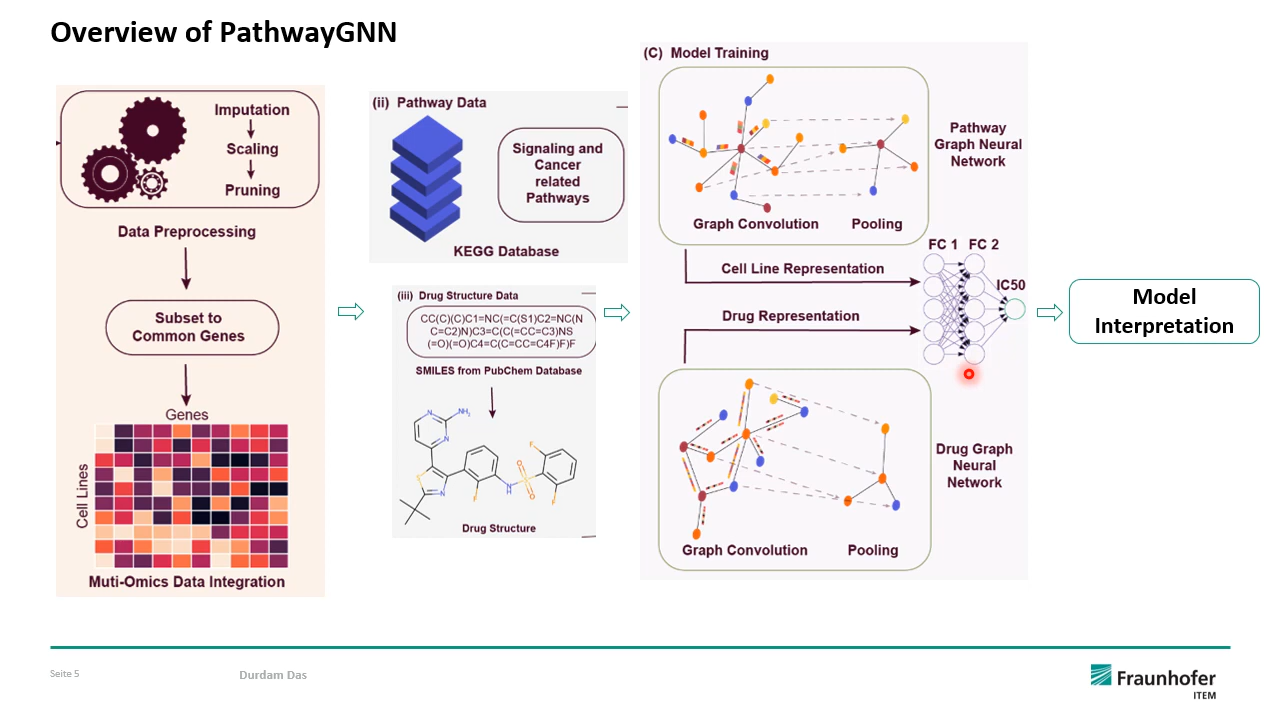 Overview of PathwayGNN
Imputation
Scaling
Pruning
Data Preprocessing
Subset to
Common Genes
Genes
Cell Lines
Muti-Omics Data Integration
(ii) Pathway Data
Signaling and
Cancer
related
Pathways
KEGG Database
(iii) Drug Structure Data
CC(C)(C)C1=NC(=C(S1)C2=NC(N
C=C2)N)C3=C(C(=CC=C3)NS
(=O)(=O)C4=C(C=CC=C4F)F)F
SMILES from PubChem Database
N
NH₂
N
S
N
F
NH
S
O
O
F
F
Drug Structure
(C) Model Training
Graph Convolution
Pooling
Pathway
Graph Neural
Network
FC 1
FC 2
Cell Line Representation
IC50
Drug Representation
Graph Convolution
Pooling
Drug Graph
Neural
Network
Model
Interpretation
Seite 5
Durdam Das
Fraunhofer
ITEM